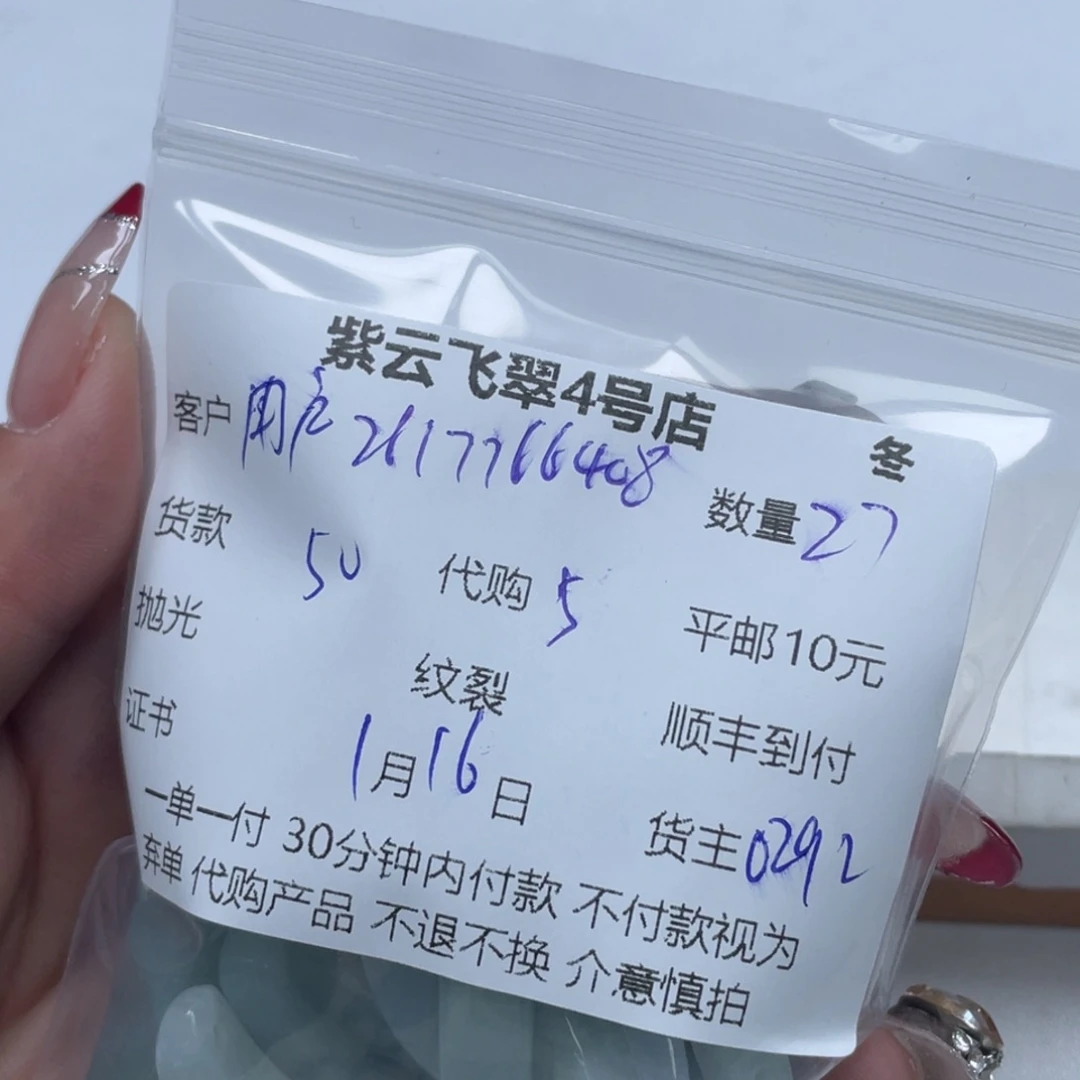 紫云飞翠4号店
冬
客户 用户2617766408 数量 27
货款 50 代购 5 平邮10元
抛光 纹裂 顺丰到付
证书 1月16日 货主 0292
一单一付 30分钟内付款 不付款视为
弃单 代购产品 不退不换 介意慎拍